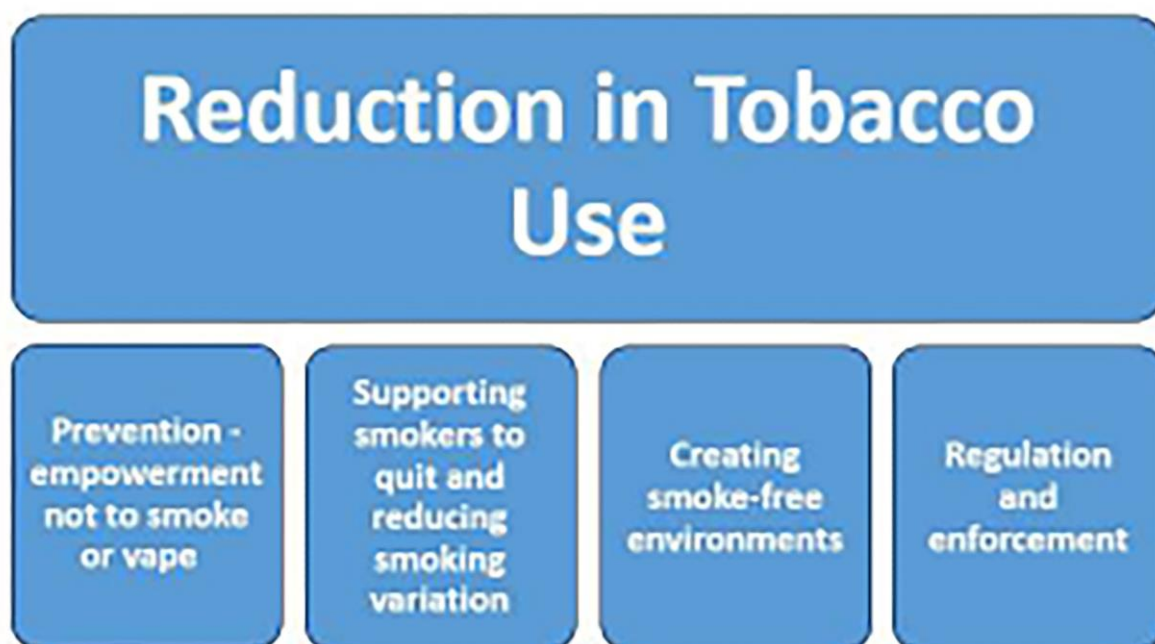 Reduction in Tobacco
Use
Prevention -
empowerment
not to smoke
or vape
Supporting
smokers to
quit and
reducing
smoking
variation
Creating
smoke-free
environments
Regulation
and
enforcement